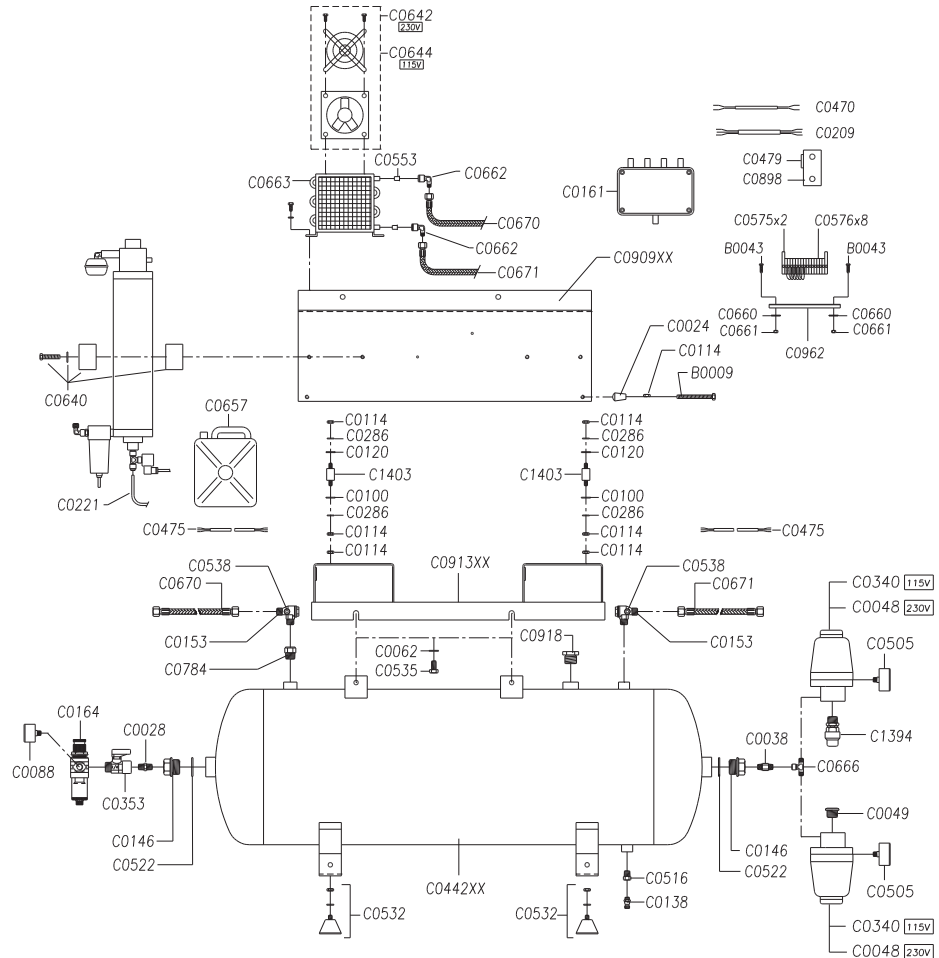 C0642
230V
C0644
115V
C0470
C0209
C0553
C0662
C0479
C0663
C0161
C0898
C0670
C0575x2 C0576x8
C0662
B0043 B0043
C0671
C0909XX
C0660 C0660
C0661 C0661
C0024
C0962
C0114
B0009
C0640
C0657
C0114 C0114
C0286 C0286
C0120 C0120
C1403 C1403
C0100 C0100
C0221
C0286 C0286
C0475 C0114 C0114 C0475
C0114 C0114
C0538 C0913XX C0538
C0670 C0671
C0340 115V
C0048 230V
C0918
C0153 C0153
C0062
C0505
C0784
C0535
C0164
C0028
C0038
C1394
C0088
C0666
C0353
C0049
C0146 C0146
C0522 C0522
C0516
C0442XX
C0505
C0138
C0532 C0532
C0340 115V
C0048 230V